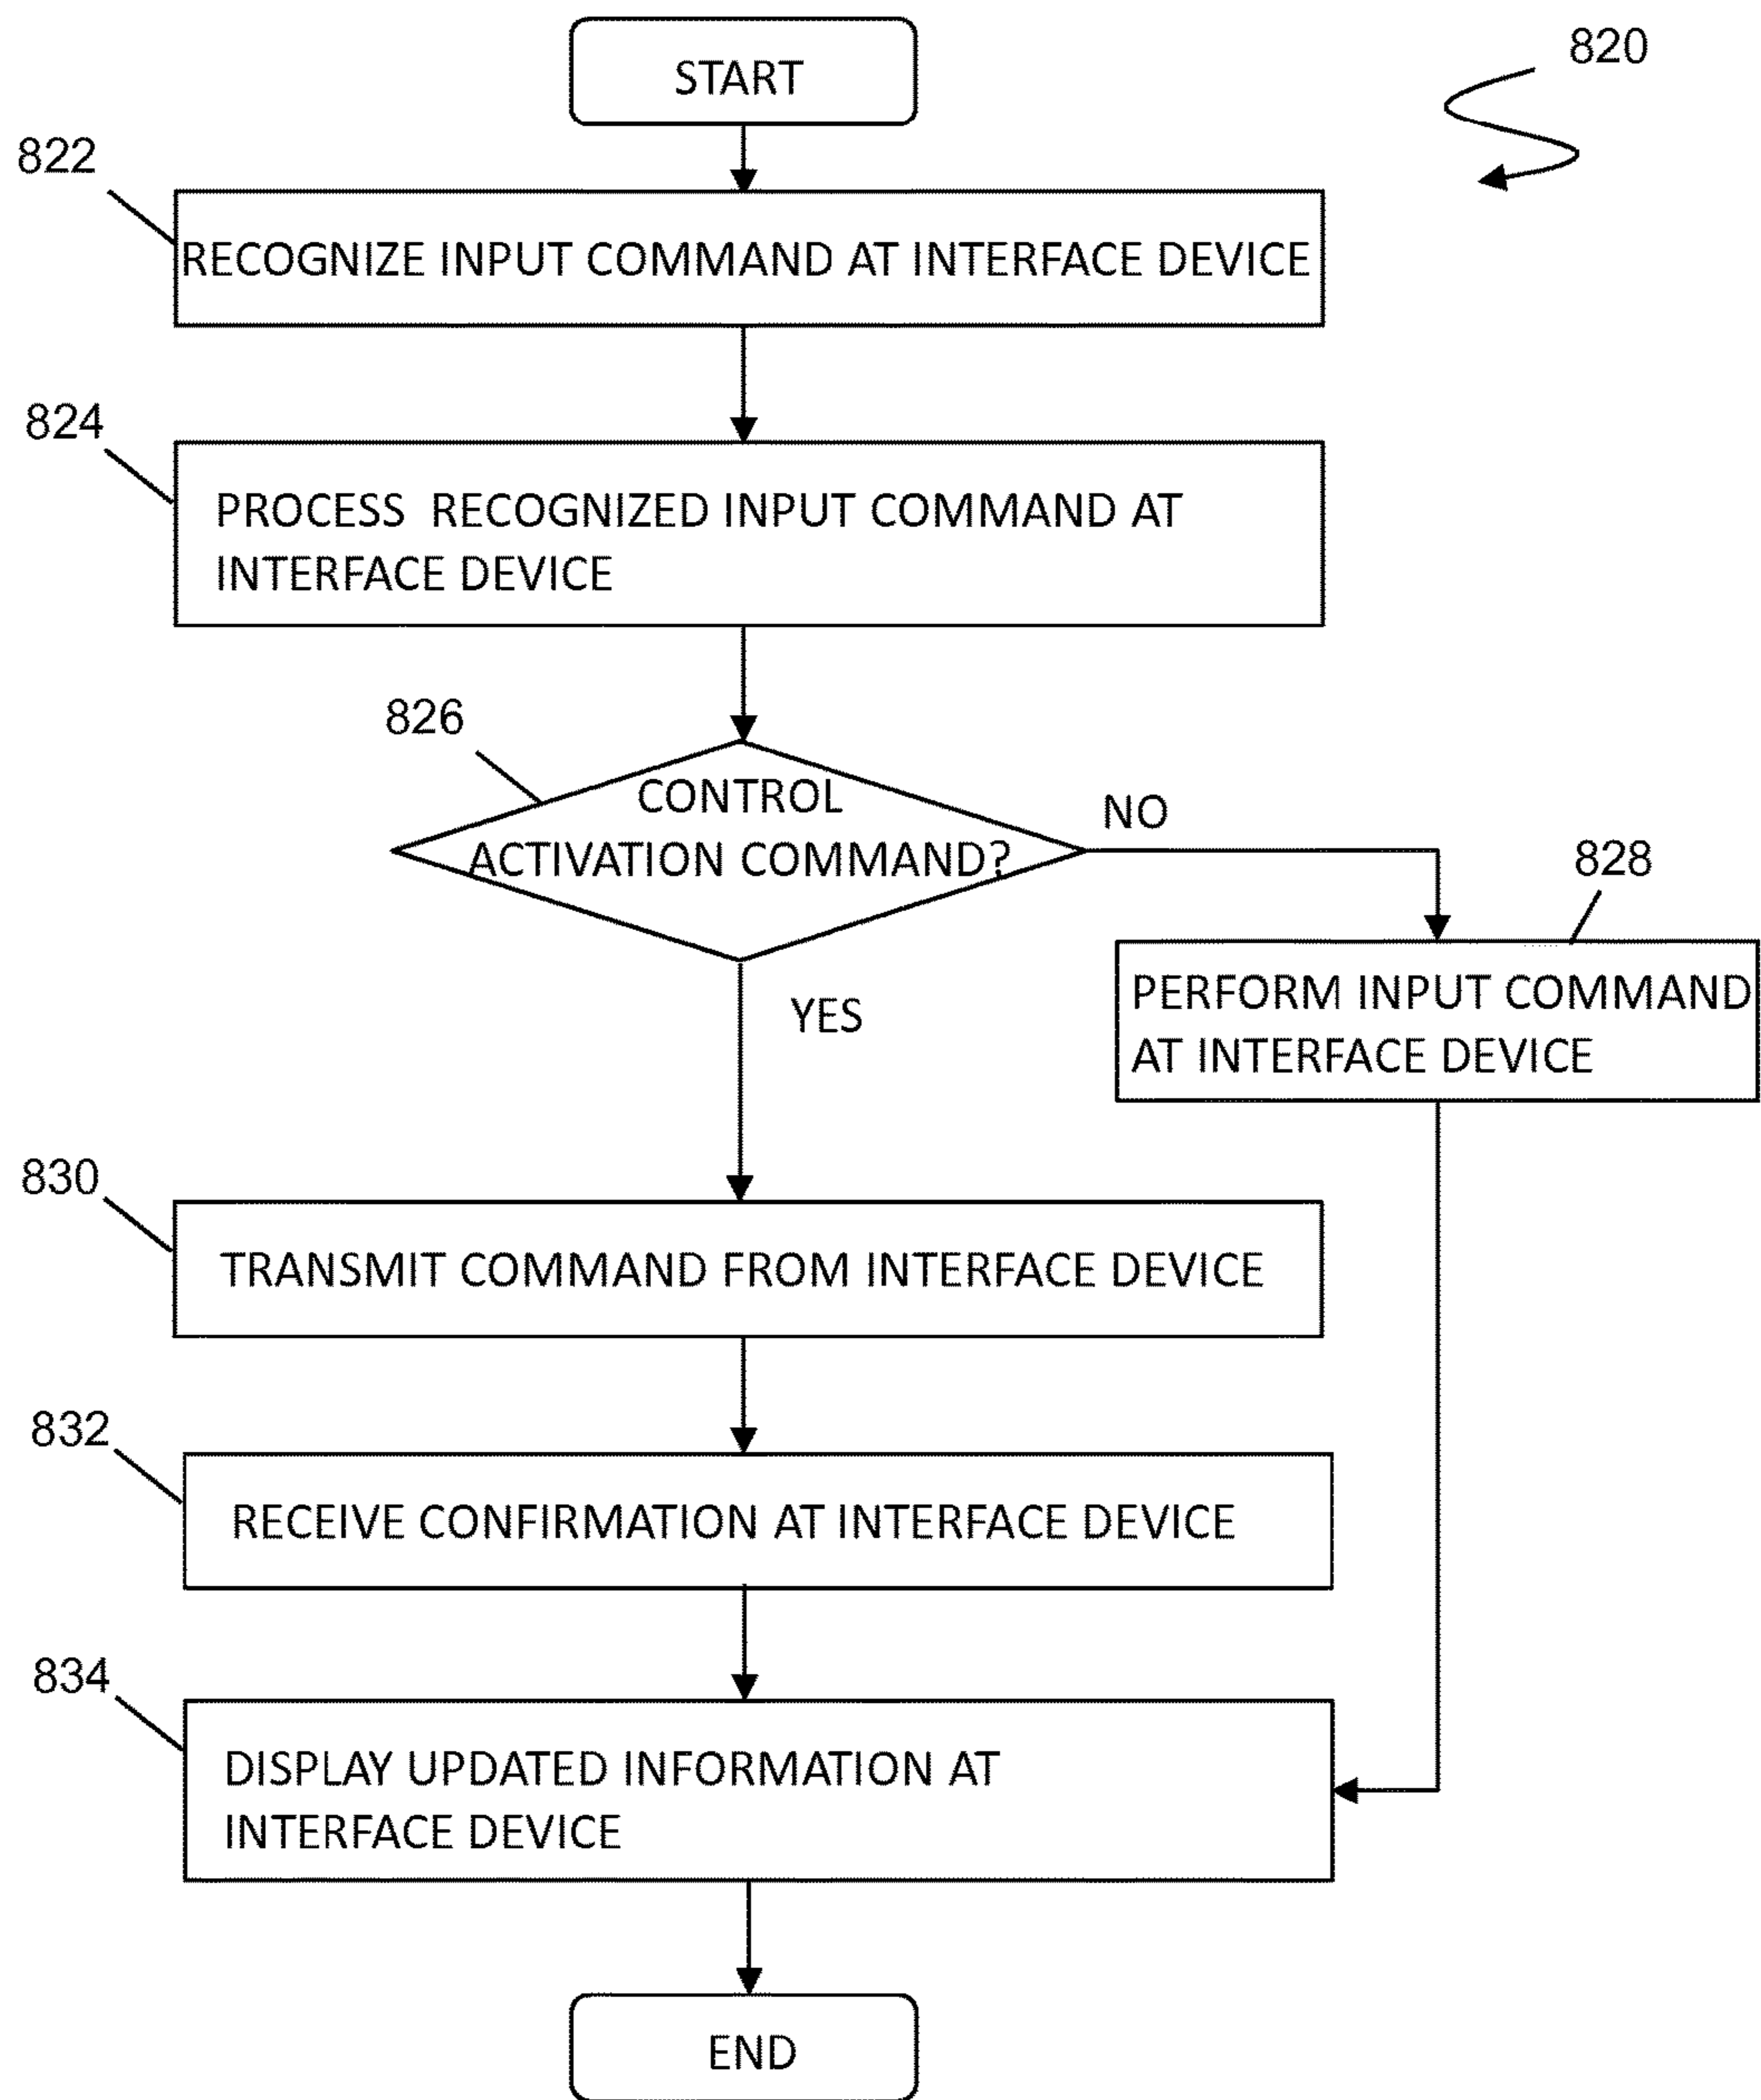 START
820
822
RECOGNIZE INPUT COMMAND AT INTERFACE DEVICE
824
PROCESS RECOGNIZED INPUT COMMAND AT
INTERFACE DEVICE
826
CONTROL
ACTIVATION COMMAND?
NO
828
PERFORM INPUT COMMAND
AT INTERFACE DEVICE
YES
830
TRANSMIT COMMAND FROM INTERFACE DEVICE
832
RECEIVE CONFIRMATION AT INTERFACE DEVICE
834
DISPLAY UPDATED INFORMATION AT
INTERFACE DEVICE
END